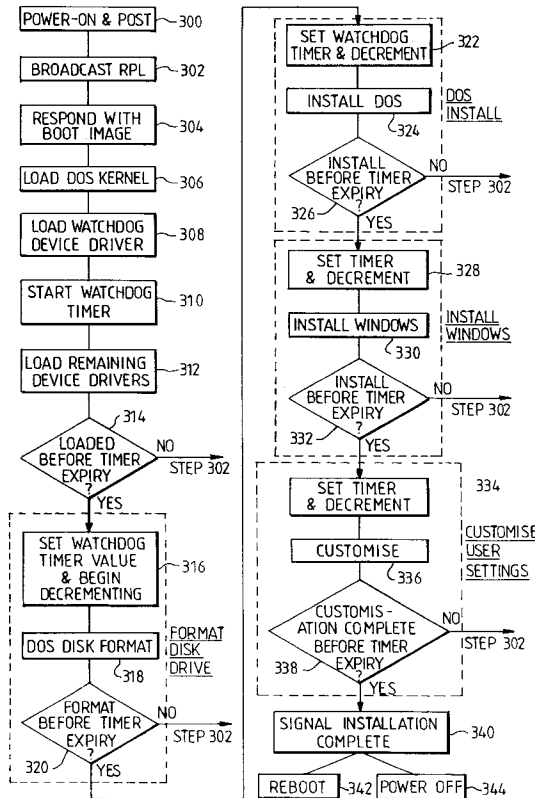 POWER-ON & POST
300
BROADCAST RPL
302
RESPOND WITH
BOOT IMAGE
304
LOAD DOS KERNEL
306
LOAD WATCHDOG
DEVICE DRIVER
308
START WATCHDOG
TIMER
310
LOAD REMAINING
DEVICE DRIVERS
312
314
LOADED
BEFORE TIMER
EXPIRY
?
NO
STEP 302
YES
SET WATCHDOG
TIMER VALUE
& BEGIN
DECREMENTING
316
DOS DISK FORMAT
318
FORMAT
DISK
DRIVE
FORMAT
BEFORE TIMER
EXPIRY
?
320
NO
STEP 302
YES
SET WATCHDOG
TIMER & DECREMENT
322
INSTALL DOS
324
DOS
INSTALL
INSTALL
BEFORE TIMER
EXPIRY
?
326
NO
STEP 302
YES
SET TIMER
& DECREMENT
328
INSTALL WINDOWS
330
INSTALL
WINDOWS
INSTALL
BEFORE TIMER
EXPIRY
?
332
NO
STEP 302
YES
SET TIMER
& DECREMENT
334
CUSTOMISE
336
CUSTOMISE
USER
SETTINGS
CUSTOMIS-
ATION COMPLETE
BEFORE TIMER
EXPIRY
?
338
NO
STEP 302
YES
SIGNAL INSTALLATION
COMPLETE
340
REBOOT
342
POWER OFF
344